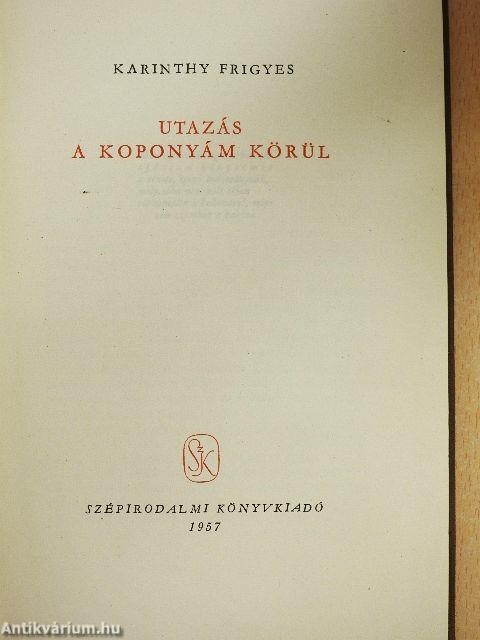 KARINTHY FRIGYES
UTAZÁS
A KOPONYÁM KÖRÜL
SzK
SZÉPIRODALMI KÖNYVKIADÓ
1957
Antikvárium.hu